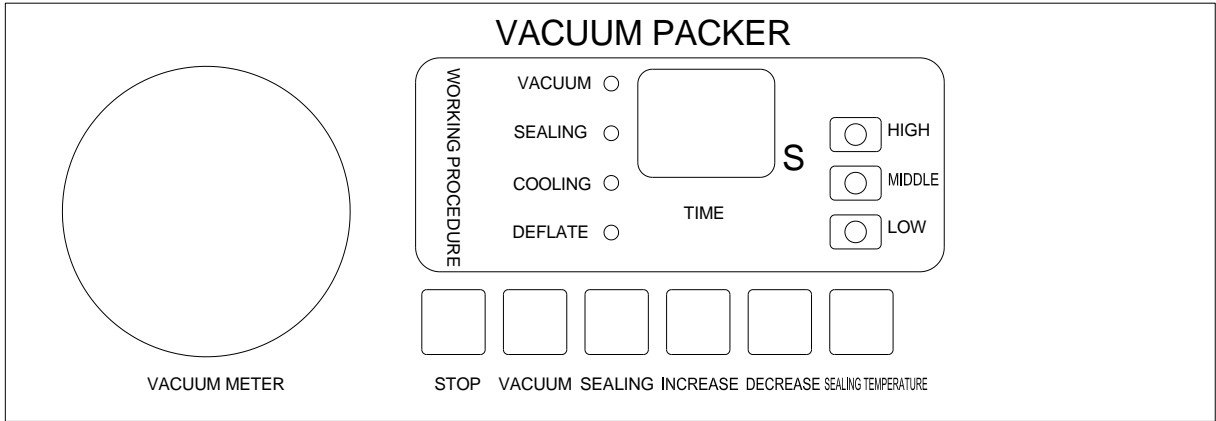 VACUUM PACKER
WORKING PROCEDURE
VACUUM
SEALING
COOLING
DEFLATE
S
TIME
HIGH
MIDDLE
LOW
VACUUM METER
STOP
VACUUM
SEALING
INCREASE
DECREASE
SEALING TEMPERATURE